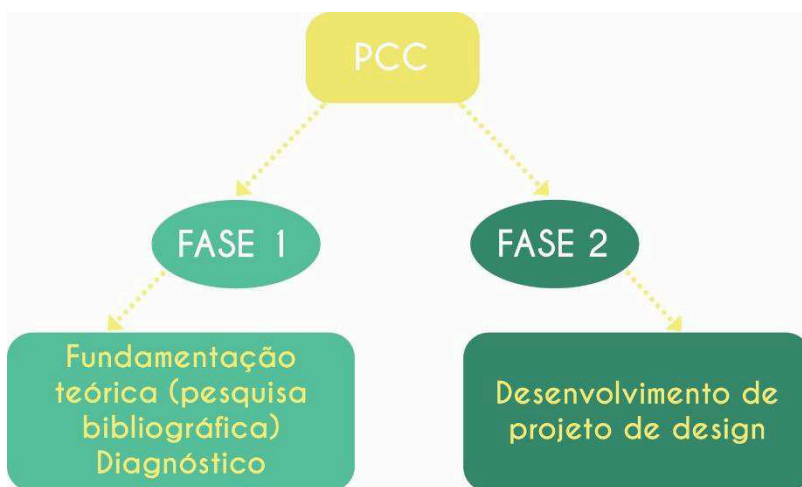 PCC
FASE 1
FASE 2
Fundamentação
teórica (pesquisa
bibliográfica)
Diagnóstico
Desenvolvimento de
projeto de design